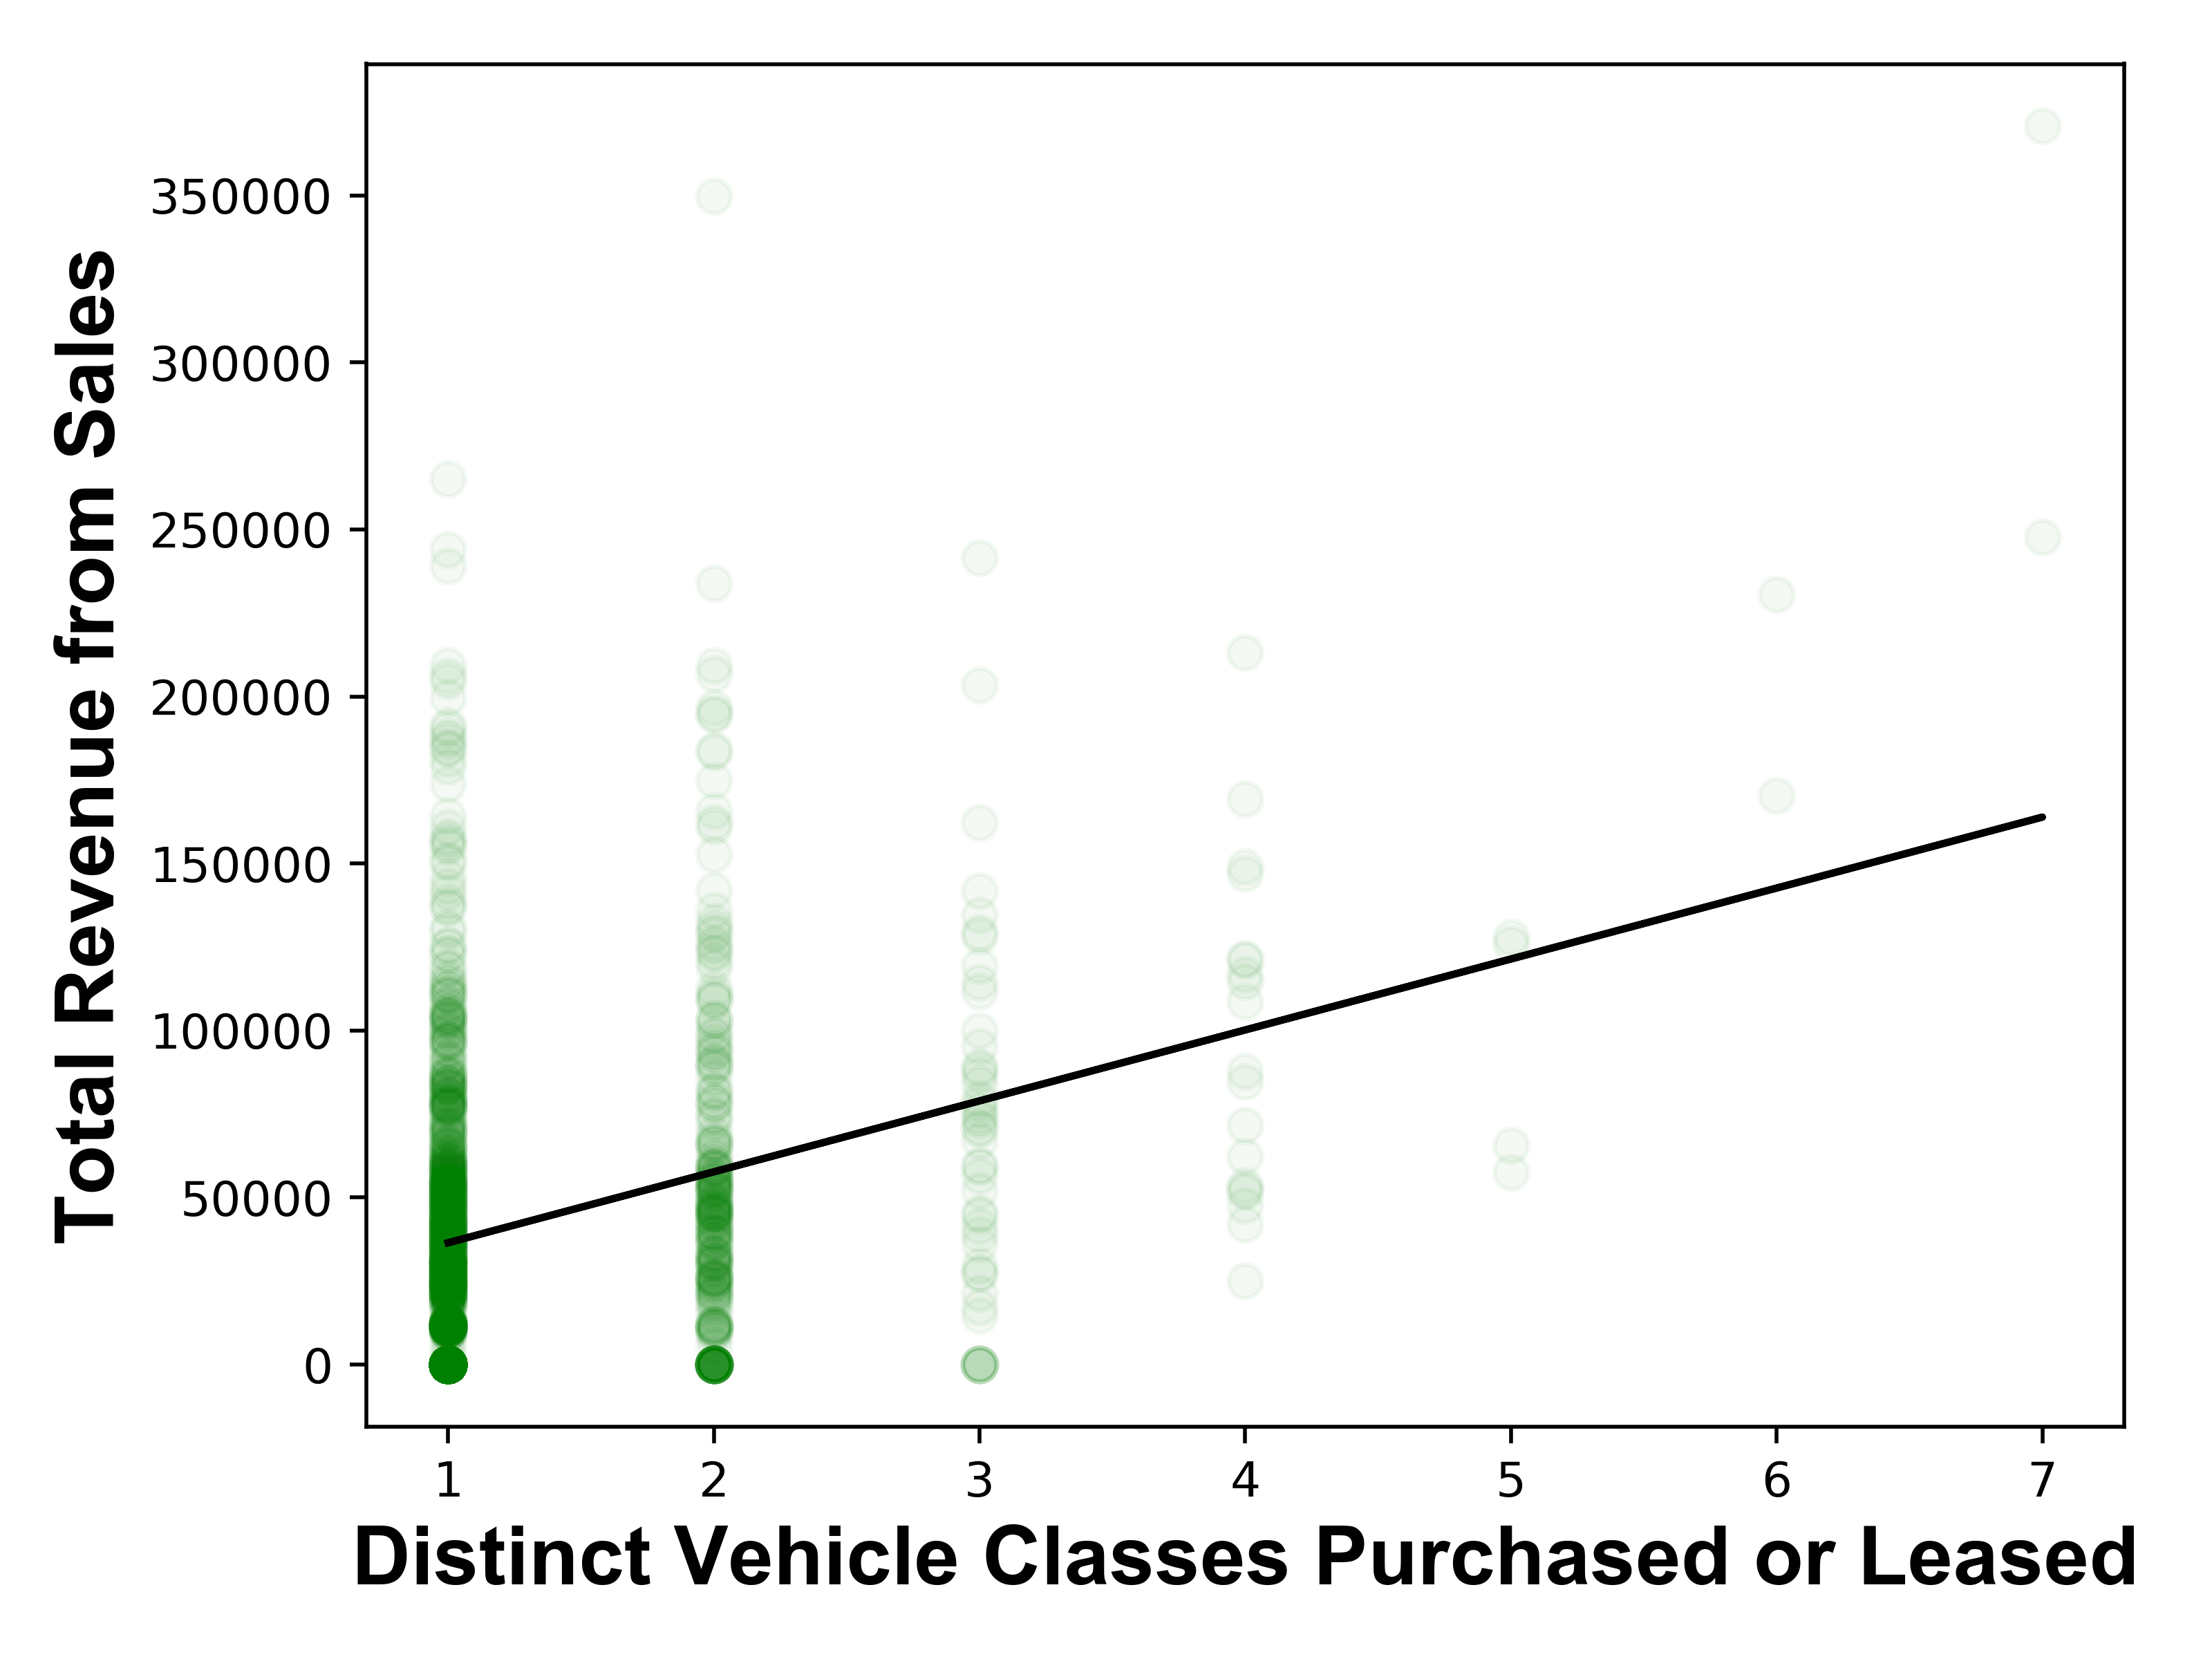 Total Revenue from Sales
350000
300000
250000
200000
150000
100000
50000
0
1 2 3 4 5 6 7
Distinct Vehicle Classes Purchased or Leased